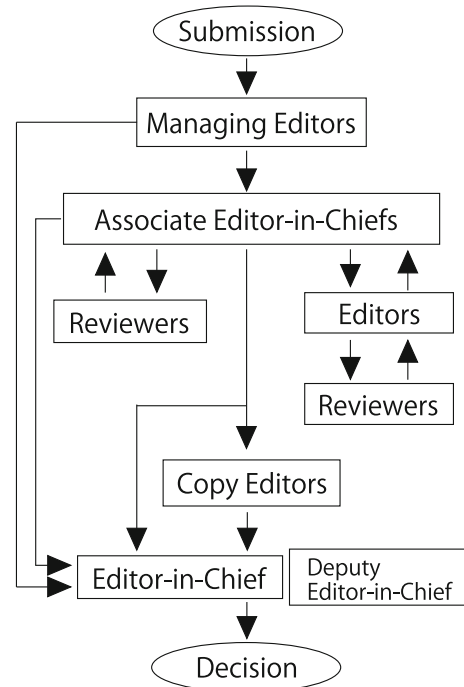 Submission
Managing Editors
Associate Editor-in-Chiefs
Reviewers
Editors
Reviewers
Copy Editors
Editor-in-Chief
Deputy
Editor-in-Chief
Decision